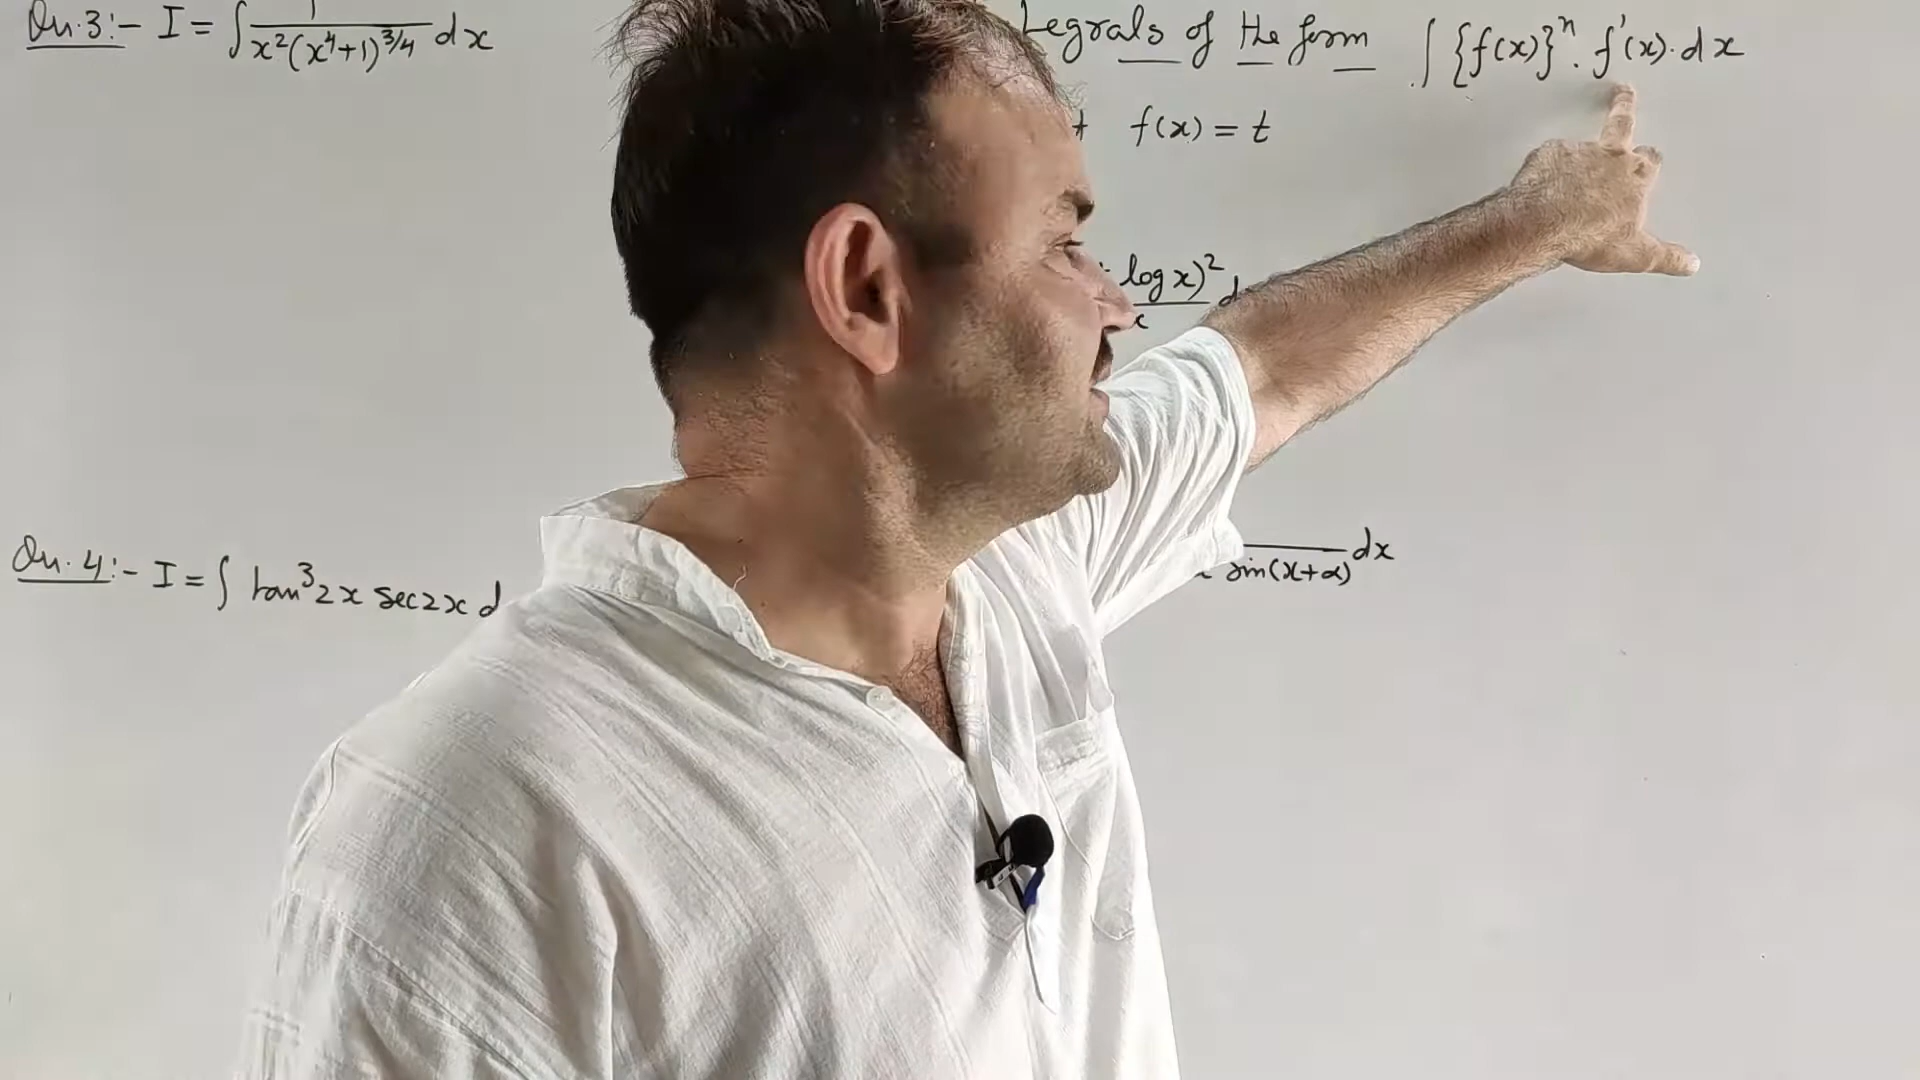 Qu.3:- I = ∫ 1/(x²(x⁴+1)^3/4) dx
of the form ∫ {f(x)}ⁿ. f'(x).dx
f(x) = t
log x)² / x
Qu.4:- I = ∫ tan³2x sec2x d
sin(x+α) dx